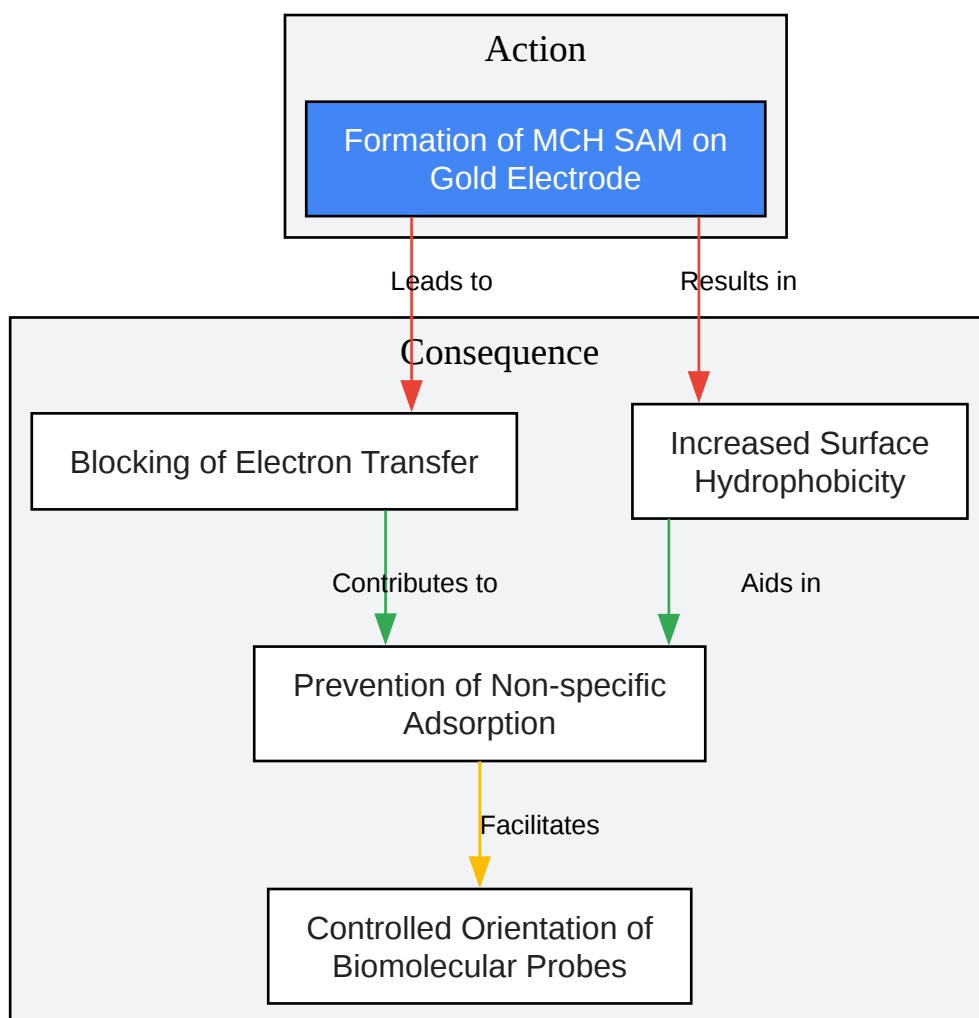 Action
Formation of MCH SAM on
Gold Electrode
Leads to
Results in
Consequence
Blocking of Electron Transfer
Increased Surface
Hydrophobicity
Contributes to
Aids in
Prevention of Non-specific
Adsorption
Facilitates
Controlled Orientation of
Biomolecular Probes